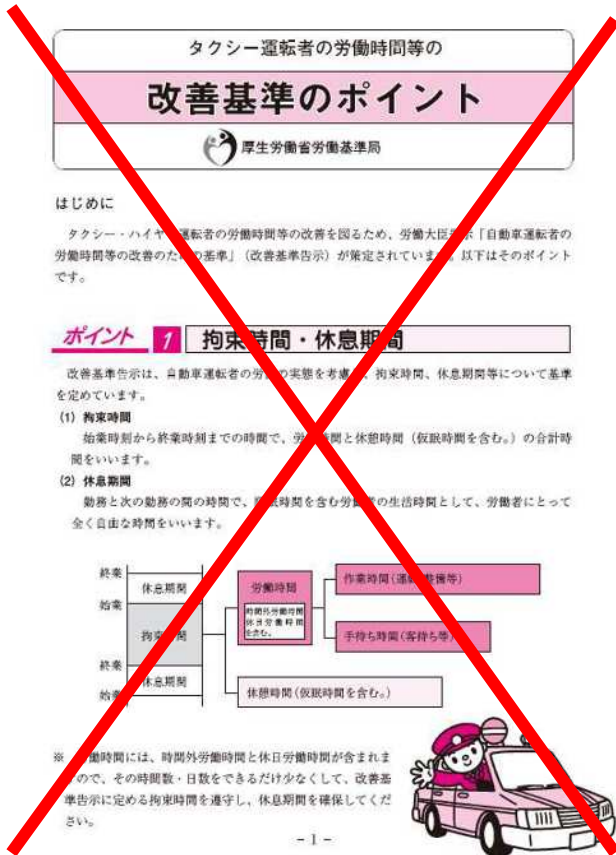 タクシー運転者の労働時間等の
改善基準のポイント
厚生労働省労働基準局
はじめに
タクシー・ハイヤ 運転者の労働時間等の改善を図るため、労働大臣 示「自動車運転者の
労働時間等の改善のための基準」（改善基準告示）が策定されていま 。以下はそのポイント
です。
ポイント 1 拘束時間・休息期間
改善基準告示は、自動車運転者の労 の実態を考慮 、拘束時間、休息期間等について基準
を定めています。
(1) 拘束時間
始業時刻から終業時刻までの時間で、労 時間と休憩時間（仮眠時間を含む。）の合計時
間をいいます。
(2) 休息期間
勤務と次の勤務の間の時間で、 眠時間を含む労 者の生活時間として、労働者にとって
全く自由な時間をいいます。
終業
休息期間
始業
拘束 間
終業
休息期間
始業
労働時間
時間外労働時間
休日労働時間
を含む。
作業時間（運転 整備等）
手待ち時間（客待ち等）
休憩時間（仮眠時間を含む。）
※ 働時間には、時間外労働時間と休日労働時間が含まれま
ので、その時間数・日数をできるだけ少なくして、改善基
準告示に定める拘束時間を遵守し、休息期間を確保してくだ
さい。
- 1 -